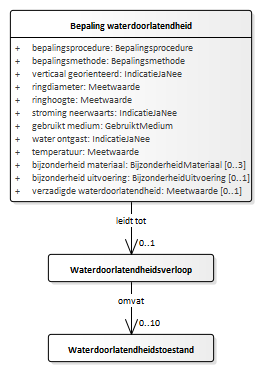 Bepaling waterdoorlatendheid
+ bepalingsprocedure: Bepalingsprocedure
+ bepalingsmethode: Bepalingsmethode
+ verticaal georienteerd: IndicatieJaNee
+ ringdiameter: Meetwaarde
+ ringhoogte: Meetwaarde
+ stroming neerwaarts: IndicatieJaNee
+ gebruikt medium: GebruiktMedium
+ water ontgast: IndicatieJaNee
+ temperatuur: Meetwaarde
+ bijzonderheid materiaal: BijzonderheidMateriaal [0..3]
+ bijzonderheid uitvoering: BijzonderheidUitvoering [0..1]
+ verzadigde waterdoorlatendheid: Meetwaarde [0..1]
leidt tot
0..1
Waterdoorlatendheidsverloop
omvat
0..10
Waterdoorlatendheidstoestand